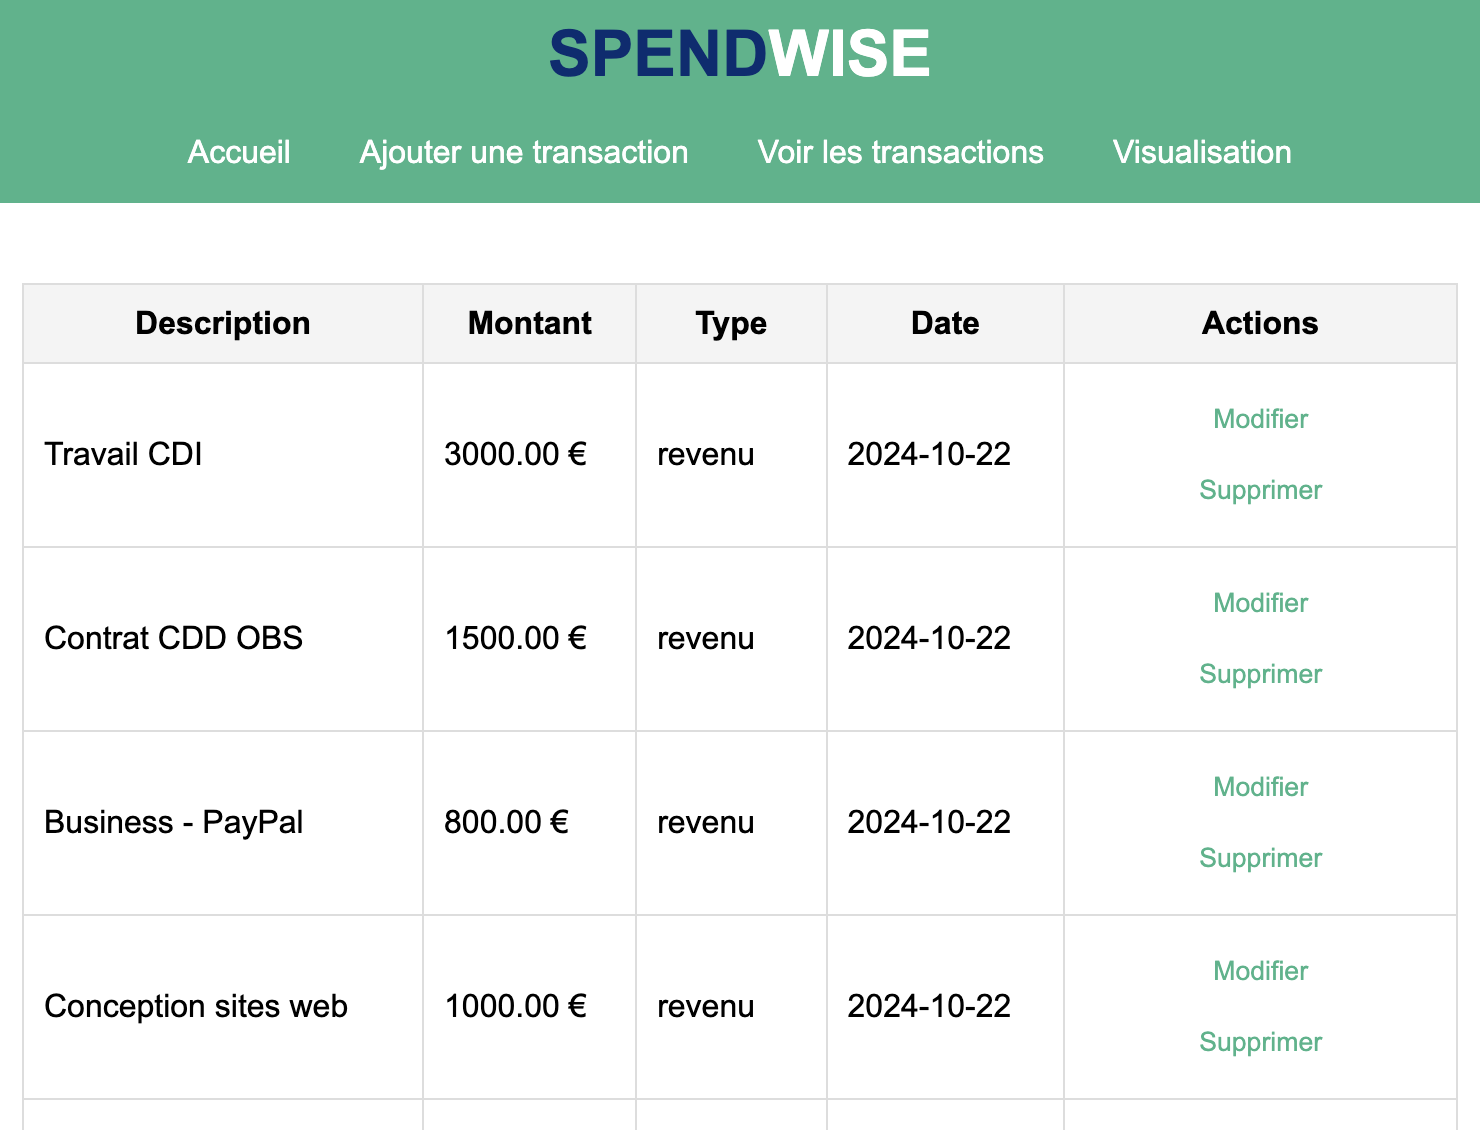 SPENDWISE
Accueil Ajouter une transaction Voir les transactions Visualisation
Description Montant Type Date Actions
Travail CDI 3000.00 € revenu 2024-10-22 Modifier
Supprimer
Contrat CDD OBS 1500.00 € revenu 2024-10-22 Modifier
Supprimer
Business - PayPal 800.00 € revenu 2024-10-22 Modifier
Supprimer
Conception sites web 1000.00 € revenu 2024-10-22 Modifier
Supprimer